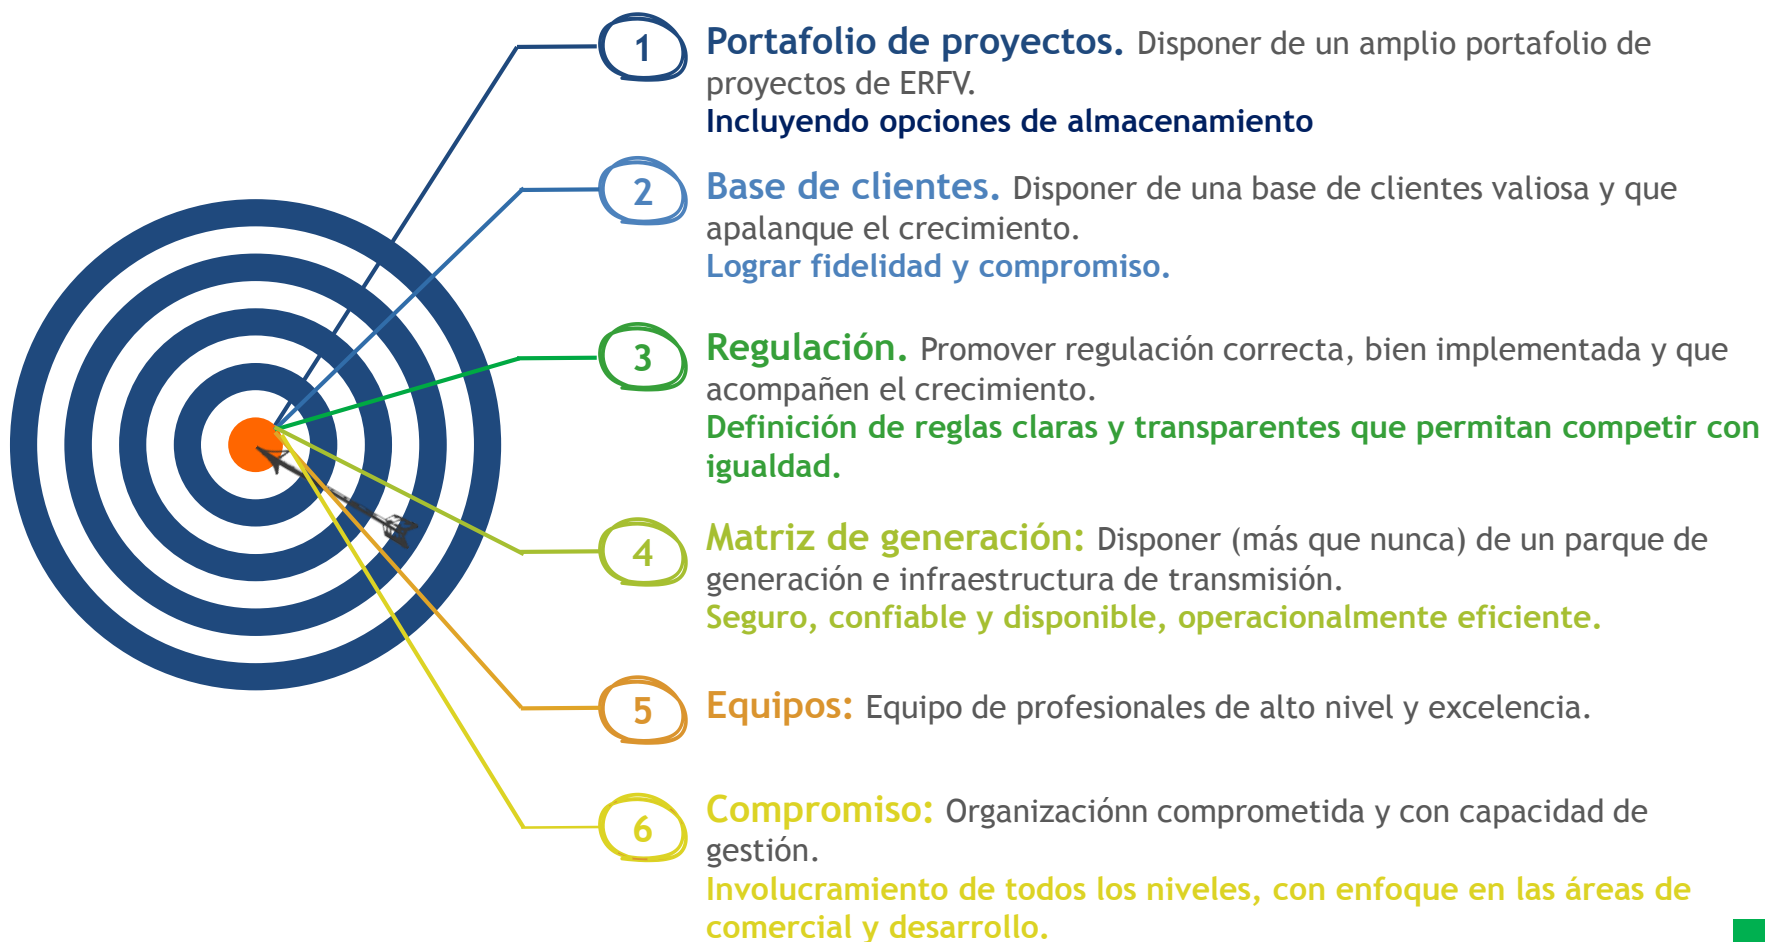 1
Portafolio de proyectos. Disponer de un amplio portafolio de
proyectos de ERFV.
Incluyendo opciones de almacenamiento
2
Base de clientes. Disponer de una base de clientes valiosa y que
apalanque el crecimiento.
Lograr fidelidad y compromiso.
3
Regulación. Promover regulación correcta, bien implementada y que
acompañen el crecimiento.
Definición de reglas claras y transparentes que permitan competir con
igualdad.
4
Matriz de generación: Disponer (más que nunca) de un parque de
generación e infraestructura de transmisión.
Seguro, confiable y disponible, operacionalmente eficiente.
5
Equipos: Equipo de profesionales de alto nivel y excelencia.
6
Compromiso: Organizaciónn comprometida y con capacidad de
gestión.
Involucramiento de todos los niveles, con enfoque en las áreas de
comercial y desarrollo.